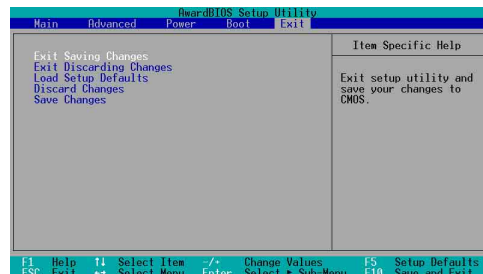 AwardBIOS Setup Utility
Main Advanced Power Boot Exit
Item Specific Help
Exit Saving Changes
Exit Discarding Changes
Load Setup Defaults
Discard Changes
Save Changes
Exit setup utility and
save your changes to
CMOS.
F1 Help ↑↓ Select Item -/+ Change Values F5 Setup Defaults
ESC Exit ←→ Select Menu Enter Select ► Sub-Menu F10 Save and Exit